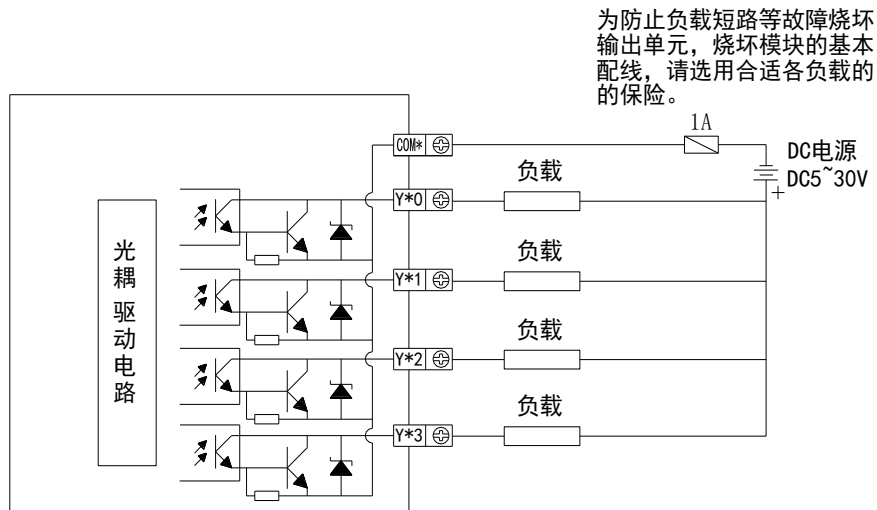 为防止负载短路等故障烧坏
输出单元，烧坏模块的基本
配线，请选用合适各负载的
的保险。
1A
COM*
DC电源
DC5~30V
+
负载
Y*0
负载
Y*1
负载
Y*2
负载
Y*3
光耦驱动电路